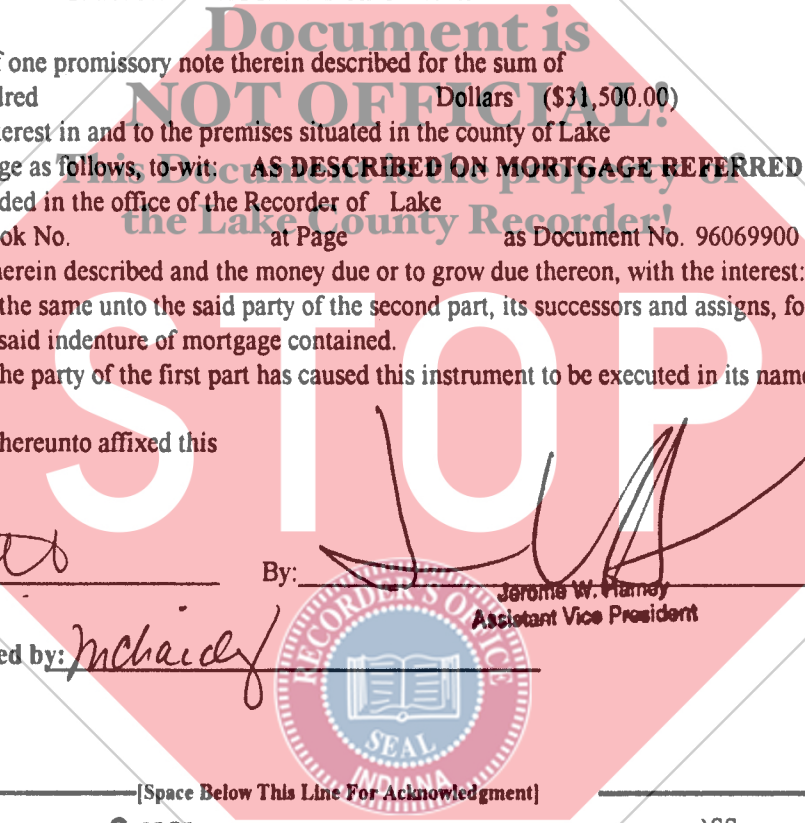 Document is
f one promissory note therein described for the sum of
dred Dollars ($31,500.00)
NOT OFFICIAL!
erest in and to the premises situated in the county of Lake
ge as follows, to-wit: AS DESCRIBED ON MORTGAGE REFERRED
This Document is the property of
ded in the office of the Recorder of Lake
the Lake County Recorder!
ok No. at Page as Document No. 96069900
erein described and the money due or to grow due thereon, with the interest:
the same unto the said party of the second part, its successors and assigns, fo
said indenture of mortgage contained.
he party of the first part has caused this instrument to be executed in its name
hereunto affixed this
STOP
By:
Jerome W.
Assistant Vice President
ed by:
RECORDER'S OFFICE
SEAL
INDIANA
[Space Below This Line For Acknowledgment]